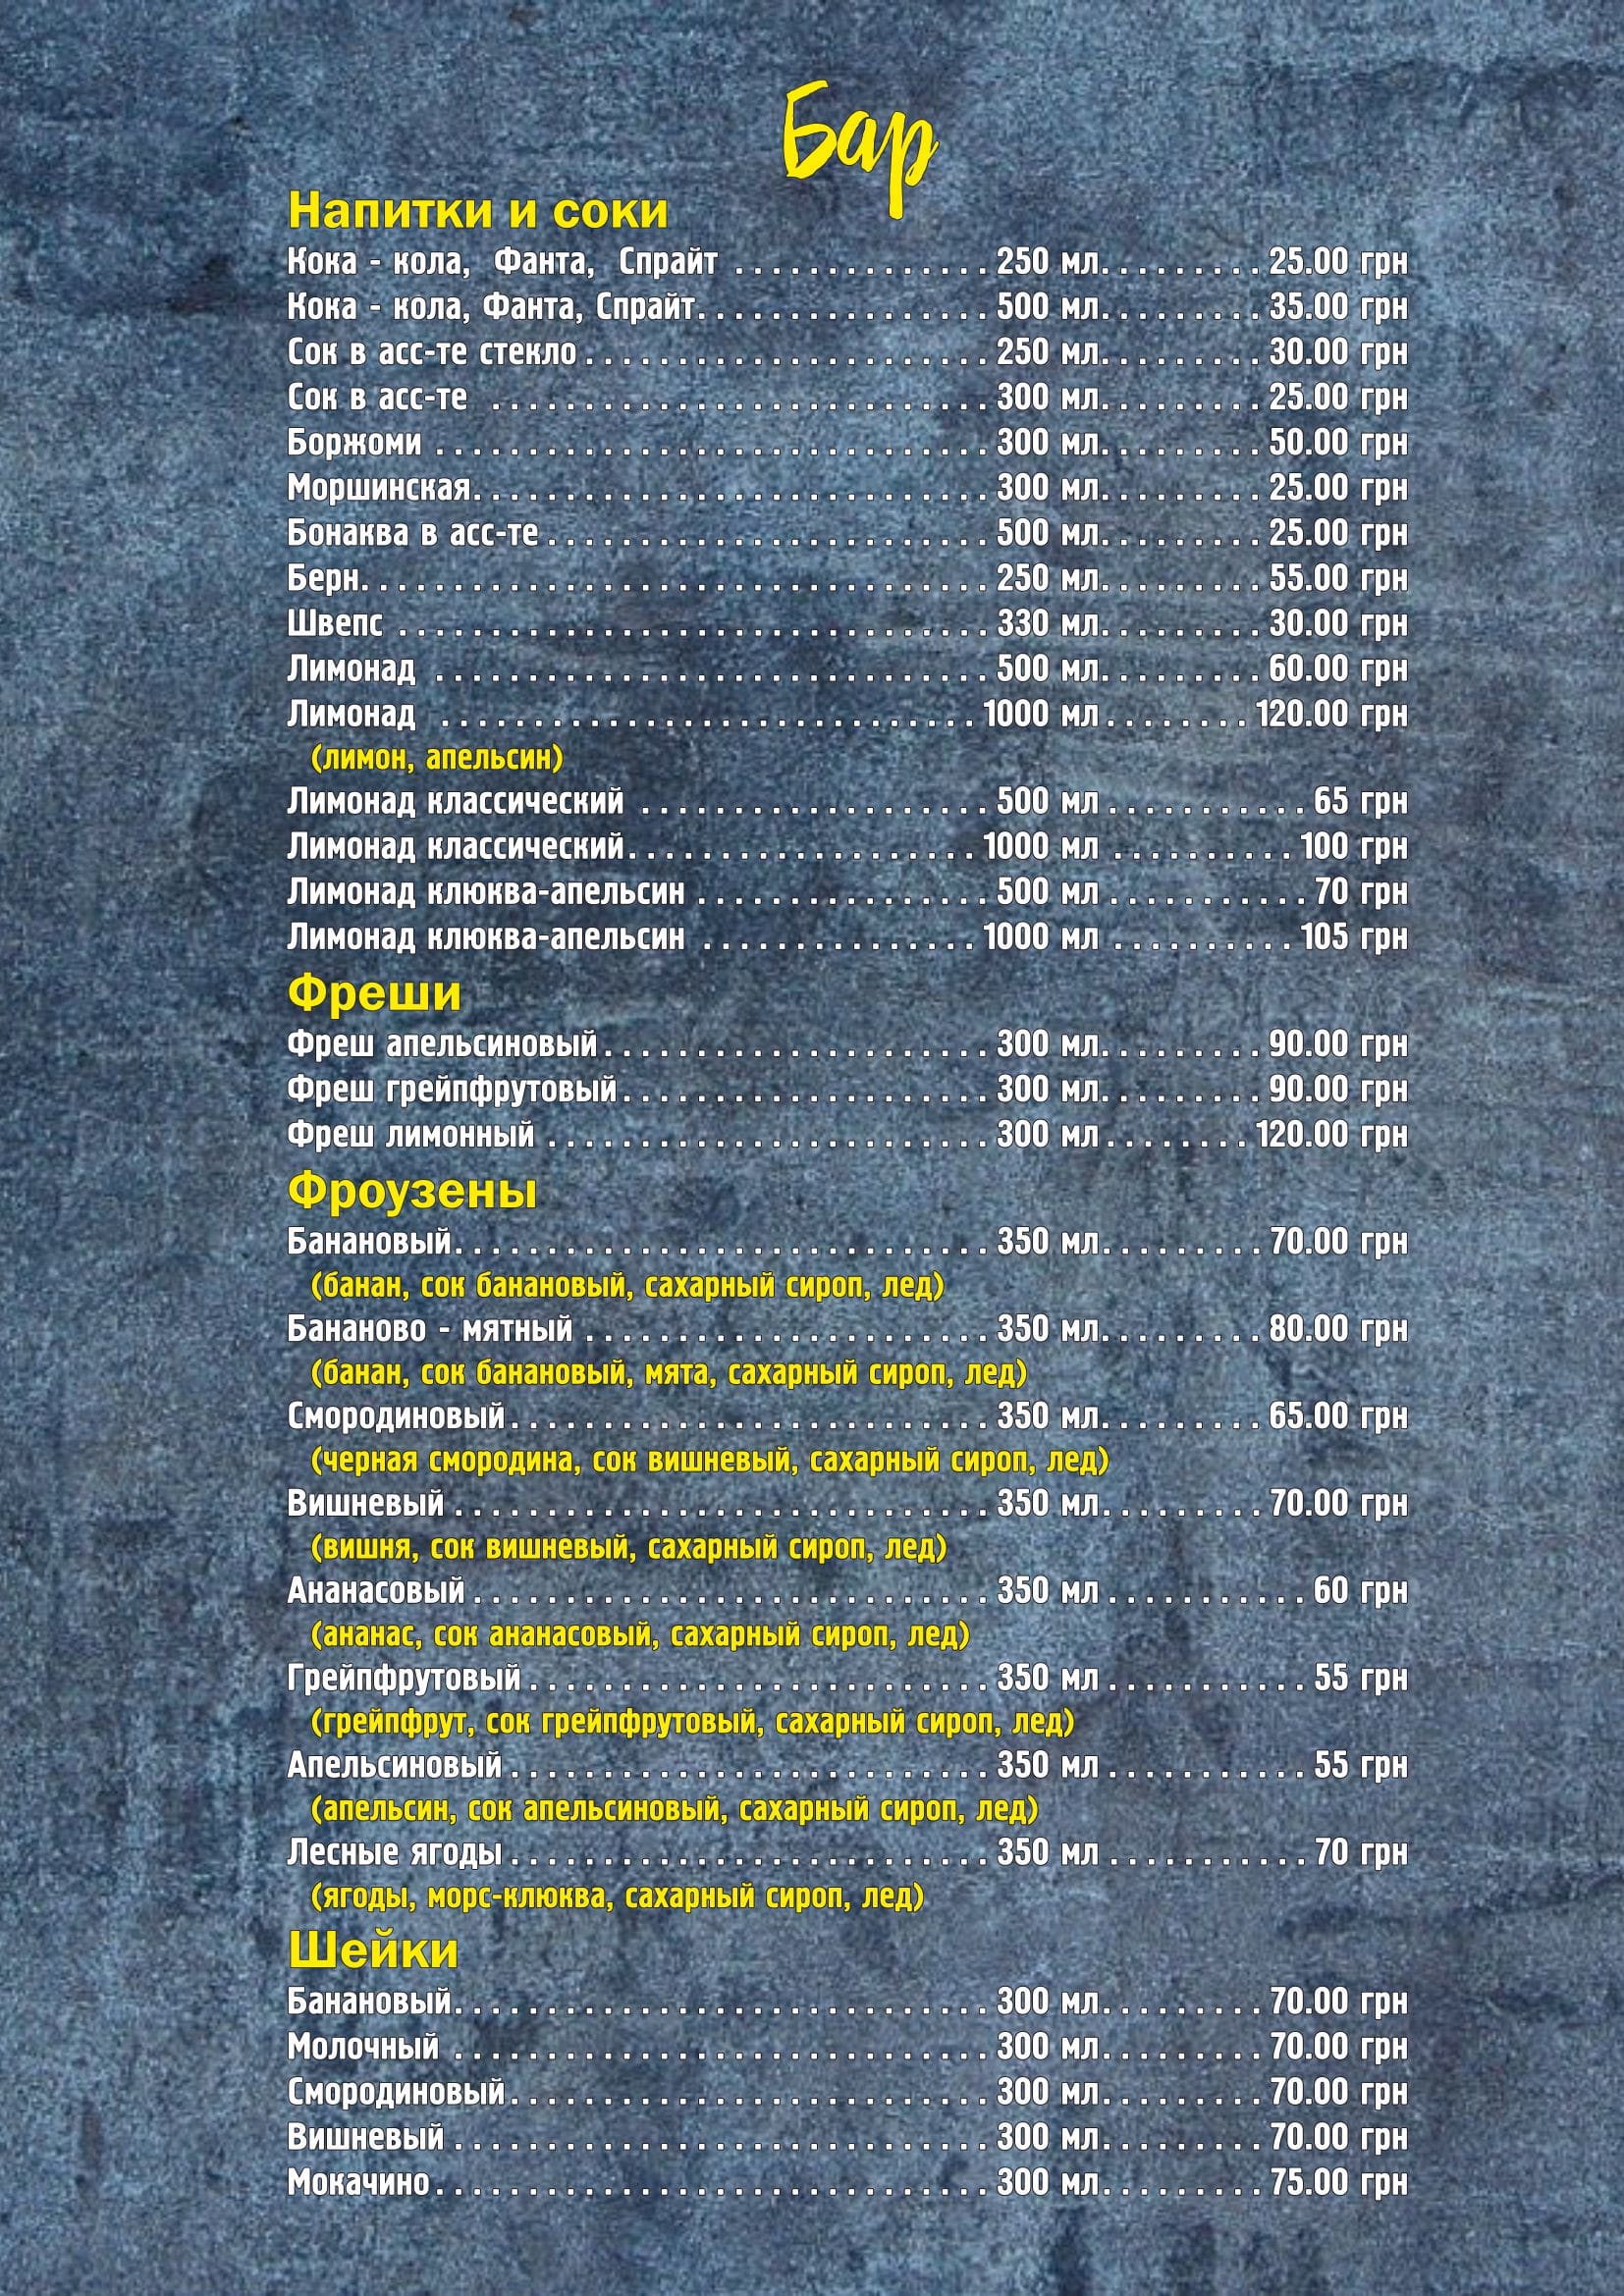 Бар
Напитки и соки
Кока - кола, Фанта, Спрайт . . . . . . . . . . . . . . 250 мл. . . . . . . . . 25.00 грн
Кока - кола, Фанта, Спрайт. . . . . . . . . . . . . . . . 500 мл. . . . . . . . . 35.00 грн
Сок в асс-те стекло . . . . . . . . . . . . . . . . . . . . . . 250 мл. . . . . . . . . 30.00 грн
Сок в асс-те . . . . . . . . . . . . . . . . . . . . . . . . . . . 300 мл. . . . . . . . . 25.00 грн
Боржоми . . . . . . . . . . . . . . . . . . . . . . . . . . . . . . 300 мл. . . . . . . . . 50.00 грн
Моршинская. . . . . . . . . . . . . . . . . . . . . . . . . . . . 300 мл. . . . . . . . . 25.00 грн
Бонаква в асс-те . . . . . . . . . . . . . . . . . . . . . . . . 500 мл. . . . . . . . . 25.00 грн
Берн. . . . . . . . . . . . . . . . . . . . . . . . . . . . . . . . . . 250 мл. . . . . . . . . 55.00 грн
Швепс . . . . . . . . . . . . . . . . . . . . . . . . . . . . . . . . 330 мл. . . . . . . . . 30.00 грн
Лимонад . . . . . . . . . . . . . . . . . . . . . . . . . . . . . . 500 мл. . . . . . . . . 60.00 грн
Лимонад . . . . . . . . . . . . . . . . . . . . . . . . . . . . . 1000 мл . . . . . . . . 120.00 грн
(лимон, апельсин)
Лимонад классический . . . . . . . . . . . . . . . . . . . 500 мл . . . . . . . . . . . 65 грн
Лимонад классический. . . . . . . . . . . . . . . . . . . 1000 мл . . . . . . . . . . 100 грн
Лимонад клюква-апельсин . . . . . . . . . . . . . . . . 500 мл . . . . . . . . . . . 70 грн
Лимонад клюква-апельсин . . . . . . . . . . . . . . . 1000 мл . . . . . . . . . . 105 грн
Фреши
Фреш апельсиновый . . . . . . . . . . . . . . . . . . . . . 300 мл. . . . . . . . . 90.00 грн
Фреш грейпфрутовый . . . . . . . . . . . . . . . . . . . . 300 мл. . . . . . . . . 90.00 грн
Фреш лимонный . . . . . . . . . . . . . . . . . . . . . . . . 300 мл . . . . . . . . 120.00 грн
Фроузены
Банановый. . . . . . . . . . . . . . . . . . . . . . . . . . . . . 350 мл. . . . . . . . . 70.00 грн
(банан, сок банановый, сахарный сироп, лед)
Бананово - мятный . . . . . . . . . . . . . . . . . . . . . . 350 мл. . . . . . . . . 80.00 грн
(банан, сок банановый, мята, сахарный сироп, лед)
Смородиновый . . . . . . . . . . . . . . . . . . . . . . . . . . 350 мл. . . . . . . . . 65.00 грн
(черная смородина, сок вишневый, сахарный сироп, лед)
Вишневый . . . . . . . . . . . . . . . . . . . . . . . . . . . . . 350 мл. . . . . . . . . 70.00 грн
(вишня, сок вишневый, сахарный сироп, лед)
Ананасовый . . . . . . . . . . . . . . . . . . . . . . . . . . . . 350 мл . . . . . . . . . . . 60 грн
(ананас, сок ананасовый, сахарный сироп, лед)
Грейпфрутовый . . . . . . . . . . . . . . . . . . . . . . . . . 350 мл . . . . . . . . . . . 55 грн
(грейпфрут, сок грейпфрутовый, сахарный сироп, лед)
Апельсиновый . . . . . . . . . . . . . . . . . . . . . . . . . . 350 мл . . . . . . . . . . . 55 грн
(апельсин, сок апельсиновый, сахарный сироп, лед)
Лесные ягоды . . . . . . . . . . . . . . . . . . . . . . . . . . 350 мл . . . . . . . . . . . 70 грн
(ягоды, морс-клюква, сахарный сироп, лед)
Шейки
Банановый. . . . . . . . . . . . . . . . . . . . . . . . . . . . . 300 мл. . . . . . . . . 70.00 грн
Молочный . . . . . . . . . . . . . . . . . . . . . . . . . . . . . 300 мл. . . . . . . . . 70.00 грн
Смородиновый . . . . . . . . . . . . . . . . . . . . . . . . . . 300 мл. . . . . . . . . 70.00 грн
Вишневый . . . . . . . . . . . . . . . . . . . . . . . . . . . . . 300 мл. . . . . . . . . 70.00 грн
Мокачино . . . . . . . . . . . . . . . . . . . . . . . . . . . . . . 300 мл. . . . . . . . . 75.00 грн